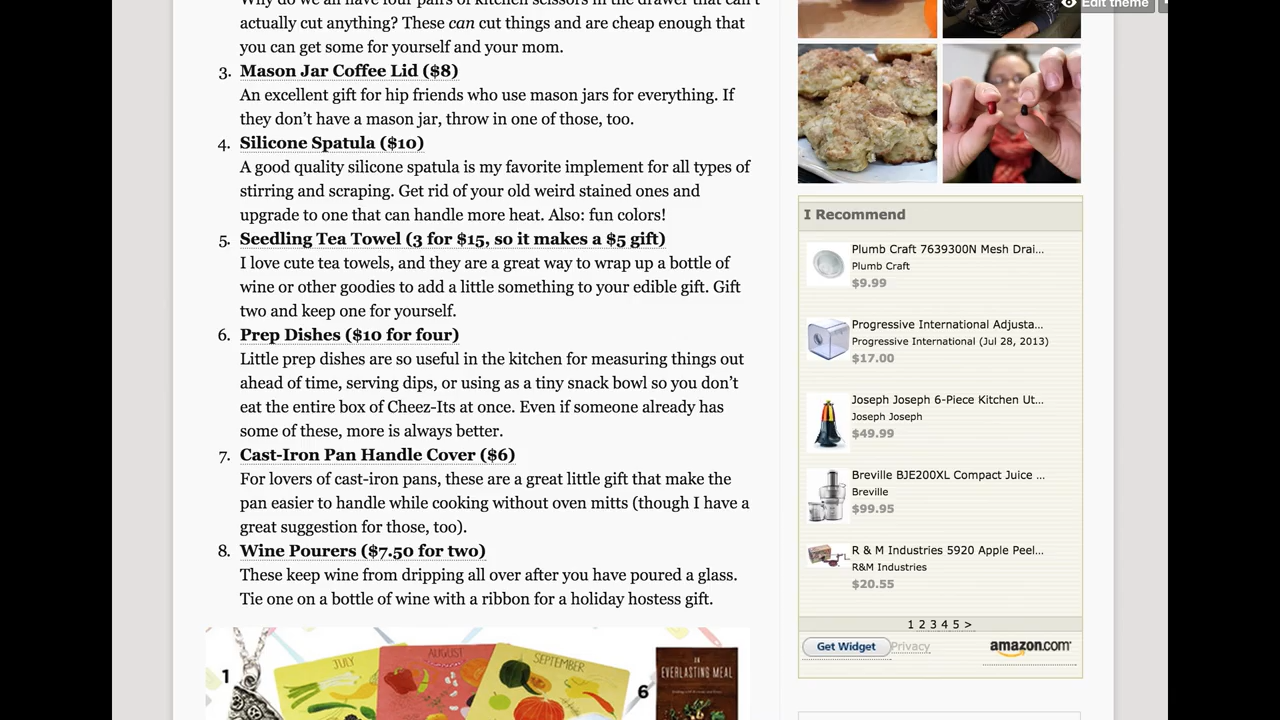 Why do we all have four pairs of kitchen scissors in the drawer that can't
actually cut anything? These can cut things and are cheap enough that
you can get some for yourself and your mom.
3. Mason Jar Coffee Lid ($8)
An excellent gift for hip friends who use mason jars for everything. If
they don’t have a mason jar, throw in one of those, too.
4. Silicone Spatula ($10)
A good quality silicone spatula is my favorite implement for all types of
stirring and scraping. Get rid of your old weird stained ones and
upgrade to one that can handle more heat. Also: fun colors!
5. Seedling Tea Towel (3 for $15, so it makes a $5 gift)
I love cute tea towels, and they are a great way to wrap up a bottle of
wine or other goodies to add a little something to your edible gift. Gift
two and keep one for yourself.
6. Prep Dishes ($10 for four)
Little prep dishes are so useful in the kitchen for measuring things out
ahead of time, serving dips, or using as a tiny snack bowl so you don’t
eat the entire box of Cheez-Its at once. Even if someone already has
some of these, more is always better.
7. Cast-Iron Pan Handle Cover ($6)
For lovers of cast-iron pans, these are a great little gift that make the
pan easier to handle while cooking without oven mitts (though I have a
great suggestion for those, too).
8. Wine Pourers ($7.50 for two)
These keep wine from dripping all over after you have poured a glass.
Tie one on a bottle of wine with a ribbon for a holiday hostess gift.
1
JULY
AUGUST
SEPTEMBER
6
AN
EVERLASTING MEAL
Edit theme
I Recommend
Plumb Craft 7639300N Mesh Drai...
Plumb Craft
$9.99
Progressive International Adjusta...
Progressive International (Jul 28, 2013)
$17.00
Joseph Joseph 6-Piece Kitchen Ut...
Joseph Joseph
$49.99
Breville BJE200XL Compact Juice ...
Breville
$99.95
R & M Industries 5920 Apple Peel...
R&M Industries
$20.55
1 2 3 4 5 >
Get Widget
Privacy
amazon.com